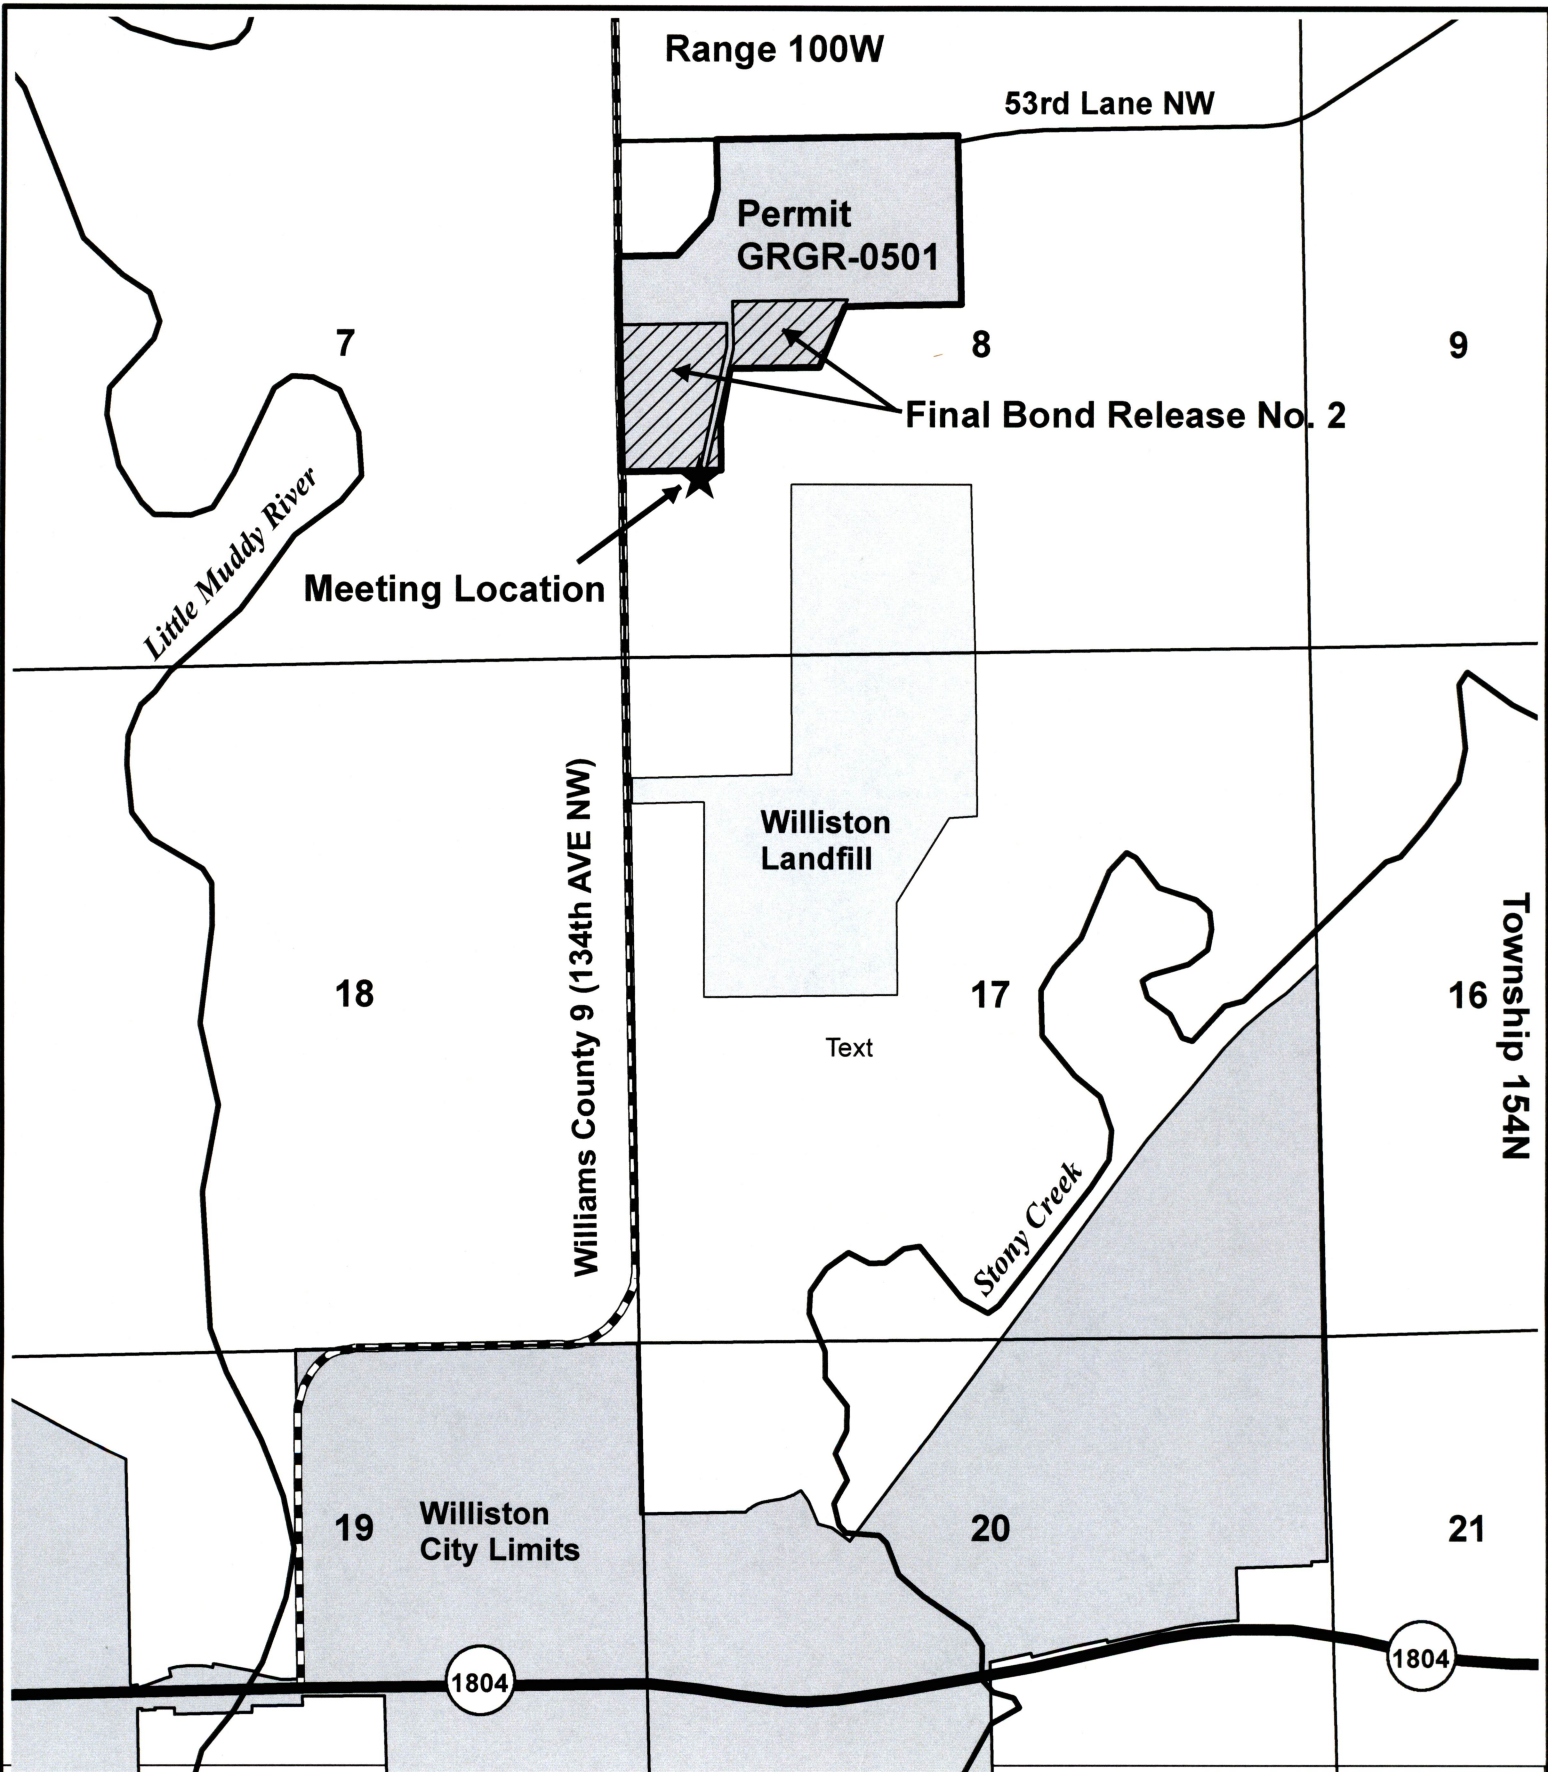 Range 100W
53rd Lane NW
Permit
GRGR-0501
7
8
9
Final Bond Release No. 2
Little Muddy River
Meeting Location
Williams County 9 (134th AVE NW)
Williston
Landfill
Township 154N
18
17
16
Text
Stony Creek
19
Williston
City Limits
20
21
1804
1804